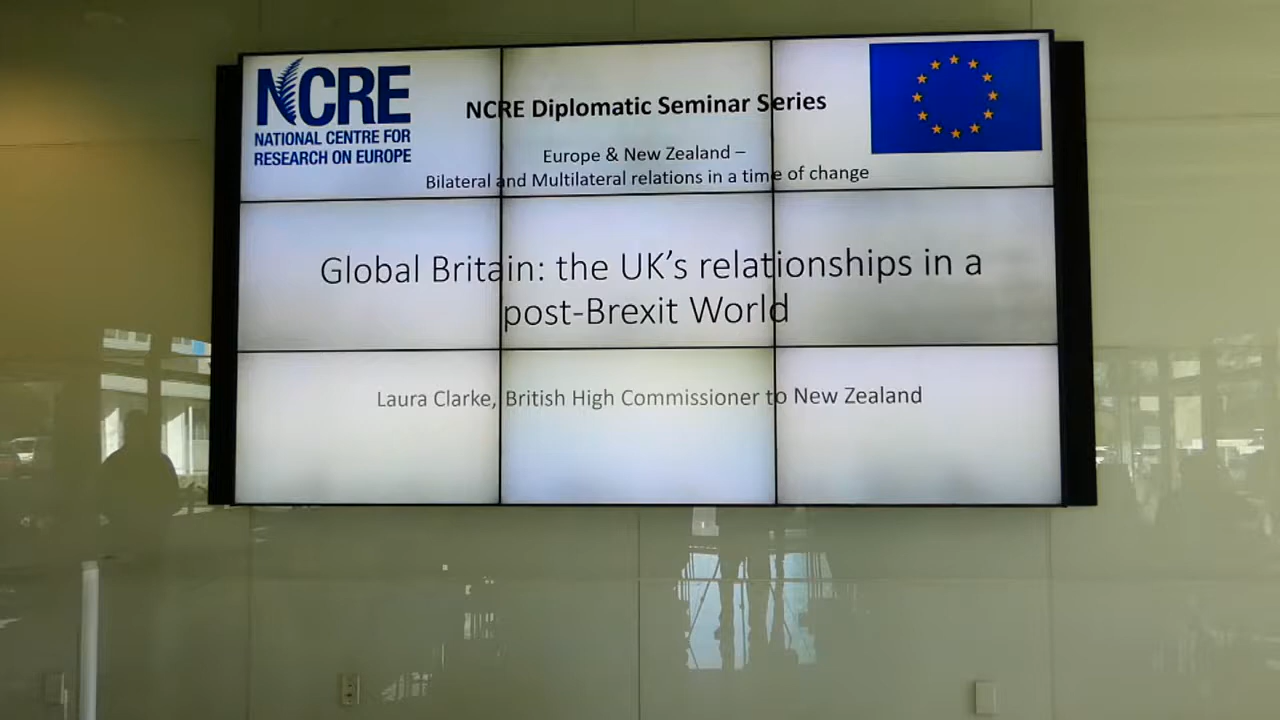 NCRE
NATIONAL CENTRE FOR
RESEARCH ON EUROPE
NCRE Diplomatic Seminar Series
Europe & New Zealand –
Bilateral and Multilateral relations in a time of change
Global Britain: the UK's relationships in a
post-Brexit World
Laura Clarke, British High Commissioner to New Zealand